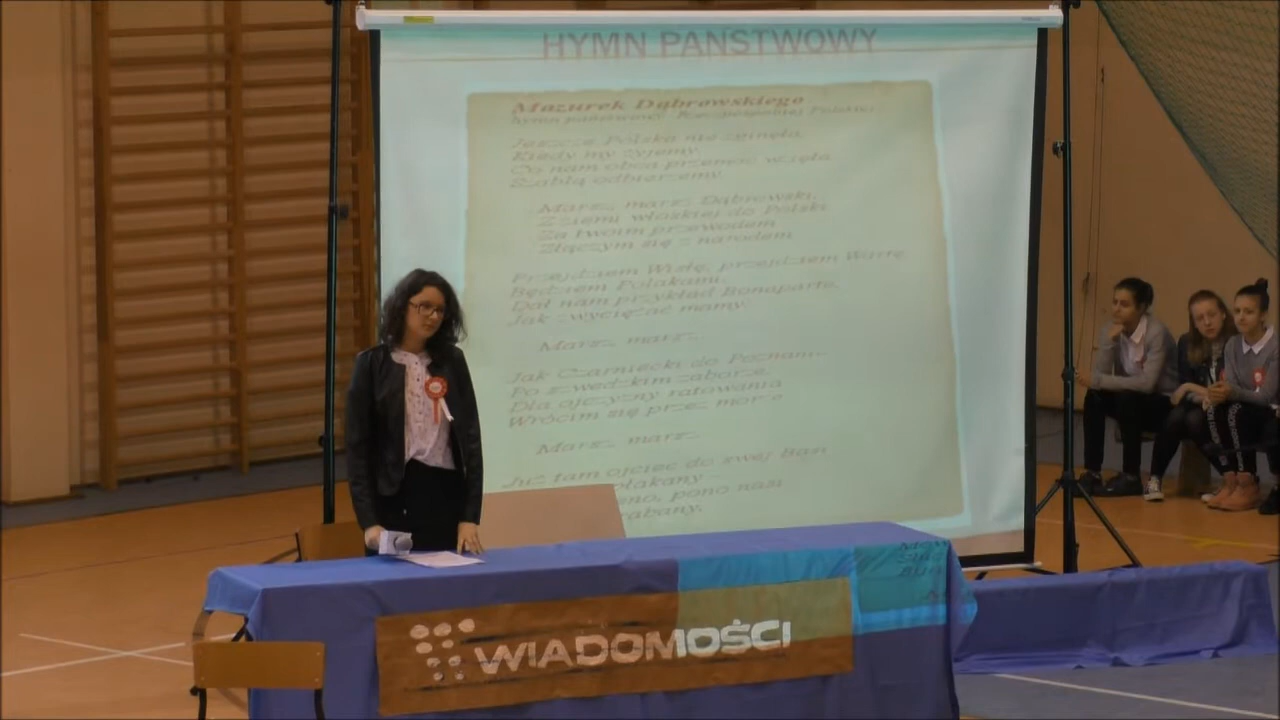 HYMN PAŃSTWOWY
Mazurek Dąbrowskiego
Jeszcze Polska nie zginęła,
Kiedy my żyjemy.
Co nam obca przemoc wzięła,
Szablą odbierzemy.
Marsz, marsz Dąbrowski,
Z ziemi włoskiej do Polski.
Za twoim przewodem
Złączym się z narodem.
Przejdziem Wisłę, przejdziem Wartę,
Będziem Polakami.
Dał nam przykład Bonaparte,
Jak zwyciężać mamy.
Marsz, marsz...
Jak Czarniecki do Poznania
Po szwedzkim zaborze,
Dla ojczyzny ratowania
Wrócim się przez morze.
Marsz, marsz...
Już tam ojciec do swej Basi
płakany
pono nasi
WIADOMOŚCI